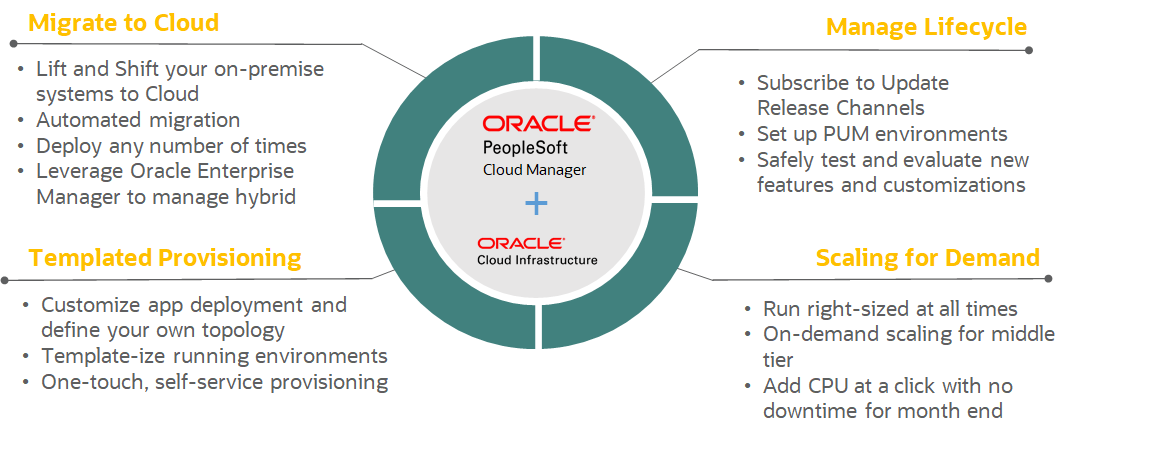 Migrate to Cloud
• Lift and Shift your on-premise
systems to Cloud
• Automated migration
• Deploy any number of times
• Leverage Oracle Enterprise
Manager to manage hybrid
Manage Lifecycle
• Subscribe to Update
Release Channels
• Set up PUM environments
• Safely test and evaluate new
features and customizations
ORACLE®
PeopleSoft
Cloud Manager
+
ORACLE®
Cloud Infrastructure
Templated Provisioning
• Customize app deployment and
define your own topology
• Template-ize running environments
• One-touch, self-service provisioning
Scaling for Demand
• Run right-sized at all times
• On-demand scaling for middle
tier
• Add CPU at a click with no
downtime for month end